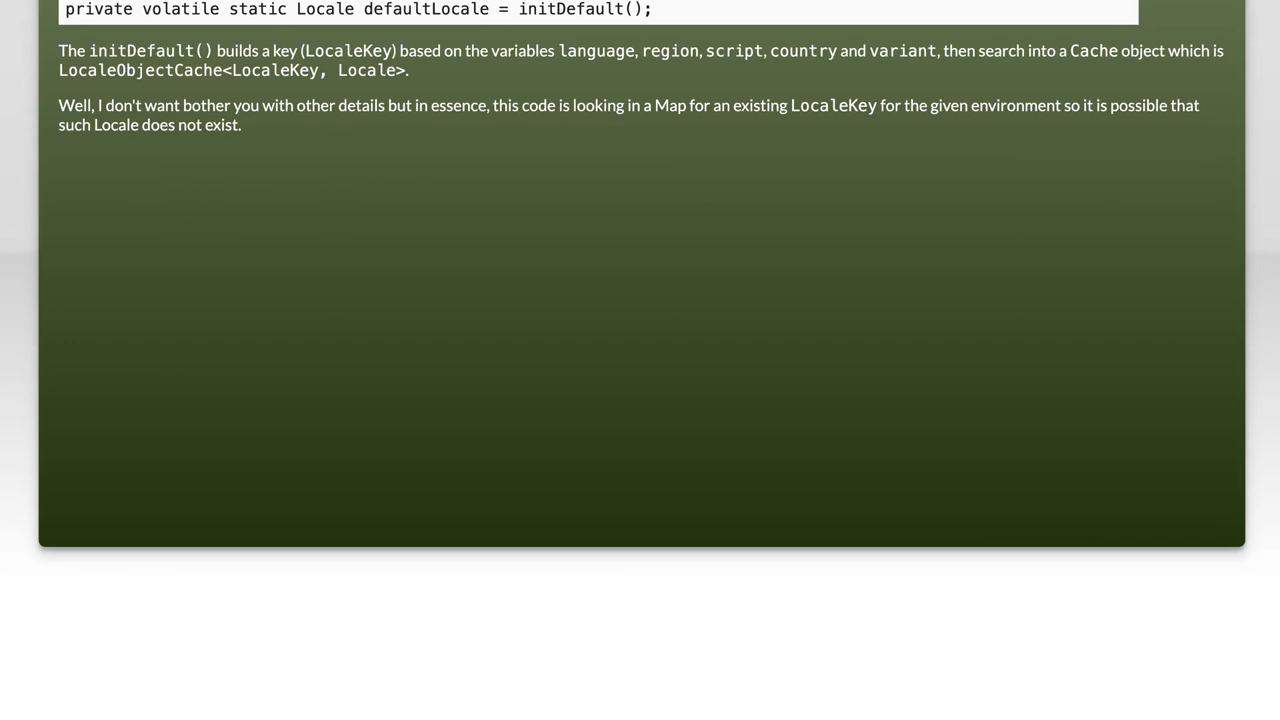 private volatile static Locale defaultLocale = initDefault();
The initDefault() builds a key (LocaleKey) based on the variables language, region, script, country and variant, then search into a Cache object which is
LocaleObjectCache<LocaleKey, Locale>.
Well, I don't want bother you with other details but in essence, this code is looking in a Map for an existing LocaleKey for the given environment so it is possible that
such Locale does not exist.